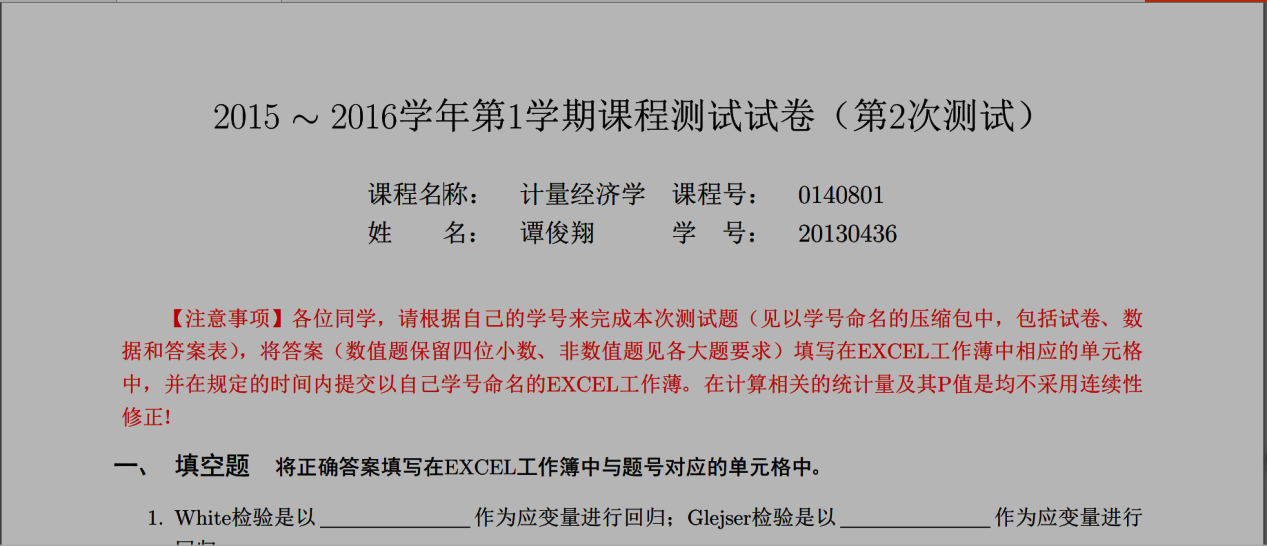 2015 ~ 2016学年第1学期课程测试试卷（第2次测试）
课程名称： 计量经济学 课程号： 0140801
姓 名： 谭俊翔 学 号： 20130436
【注意事项】各位同学，请根据自己的学号来完成本次测试题（见以学号命名的压缩包中，包括试卷、数
据和答案表），将答案（数值题保留四位小数、非数值题见各大题要求）填写在EXCEL工作薄中相应的单元格
中，并在规定的时间内提交以自己学号命名的EXCEL工作薄。在计算相关的统计量及其P值是均不采用连续性
修正!
一、 填空题 将正确答案填写在EXCEL工作簿中与题号对应的单元格中。
1. White检验是以 作为应变量进行回归；Glejser检验是以 作为应变量进行